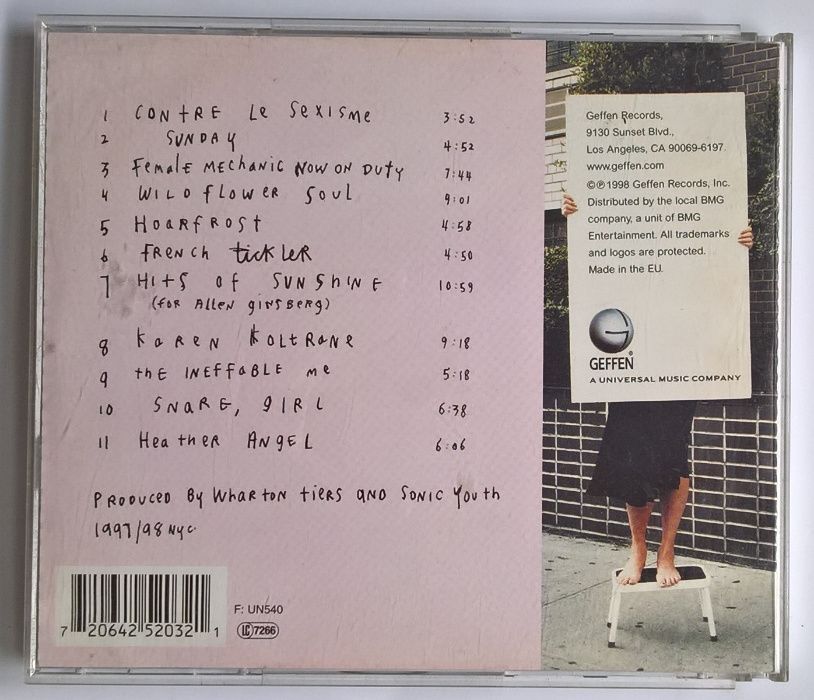 1 CONTRE Le SEXISME 3:52
2 SUNDAY 4:52
3 FEMALE MECHANIC NOW ON DUTY 7:44
4 WILDFLOWER SOUL 9:01
5 HOARFROST 4:58
6 FRENCH tickLER 4:50
7 HITS of SUNSHINE 10:59
(FOR ALLEN GINSBERG)
8 KAREN KOLTRANE 9:18
9 thE INEFFABLE me 5:18
10 SNARE, GIRL 6:38
11 HeatHER ANGEL 6:06
PRODUCED BY WHARTON TIERS AND SONIC YOUTH
1997/98 NYC
7 20642 52032 1
F: UN540
LC 7266
Geffen Records,
9130 Sunset Blvd.,
Los Angeles, CA 90069-6197.
www.geffen.com
©℗ 1998 Geffen Records, Inc.
Distributed by the local BMG
company, a unit of BMG
Entertainment. All trademarks
and logos are protected.
Made in the EU.
GEFFEN®
A UNIVERSAL MUSIC COMPANY